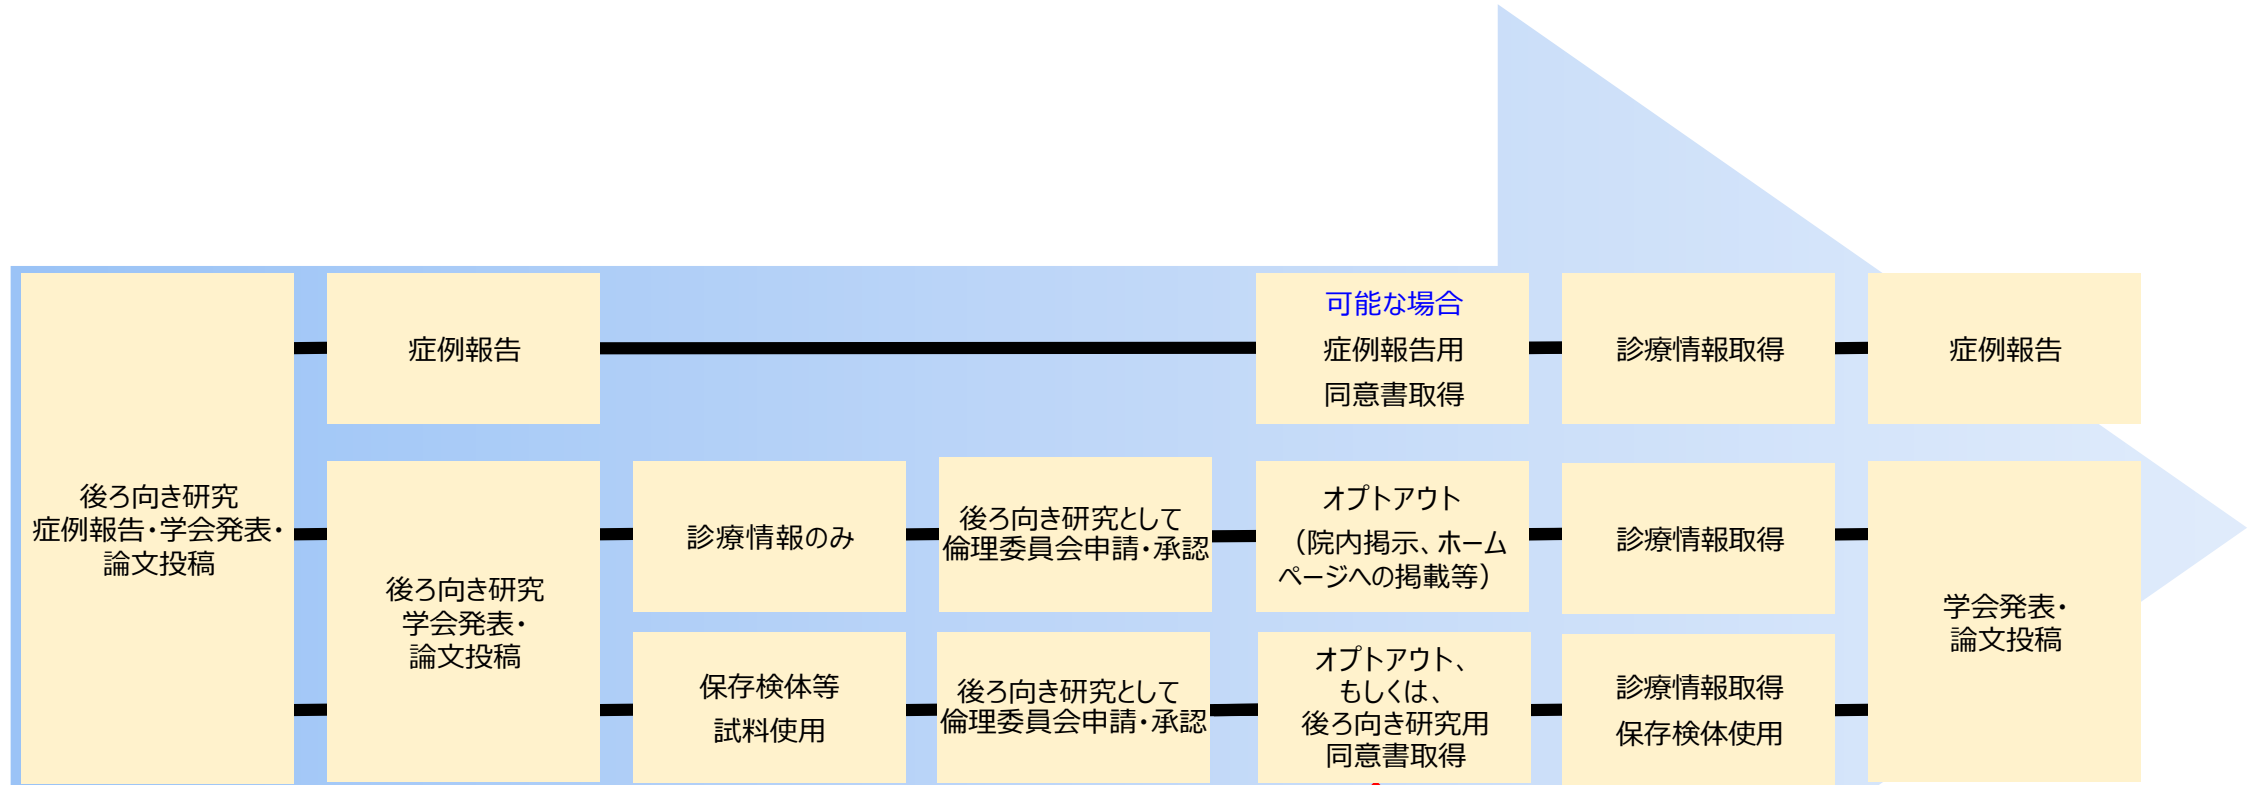 後ろ向き研究
症例報告・学会発表・
論文投稿
症例報告
可能な場合
症例報告用
同意書取得
診療情報取得
症例報告
後ろ向き研究
学会発表・
論文投稿
診療情報のみ
後ろ向き研究として
倫理委員会申請・承認
オプトアウト
（院内掲示、ホーム
ページへの掲載等）
診療情報取得
学会発表・
論文投稿
保存検体等
試料使用
後ろ向き研究として
倫理委員会申請・承認
オプトアウト、
もしくは、
後ろ向き研究用
同意書取得
診療情報取得
保存検体使用